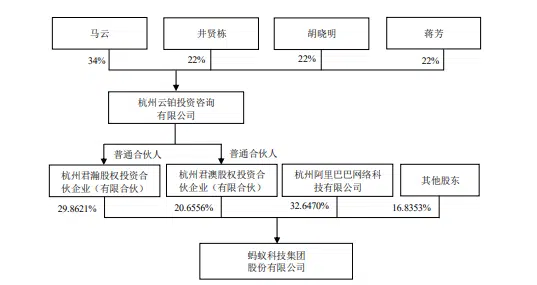 马云
井贤栋
胡晓明
蒋芳
34%
22%
22%
22%
杭州云铂投资咨询
有限公司
普通合伙人
普通合伙人
杭州君瀚股权投资合
伙企业（有限合伙）
杭州君澳股权投资合
伙企业（有限合伙）
杭州阿里巴巴网络科
技有限公司
其他股东
29.8621%
20.6556%
32.6470%
16.8353%
蚂蚁科技集团
股份有限公司